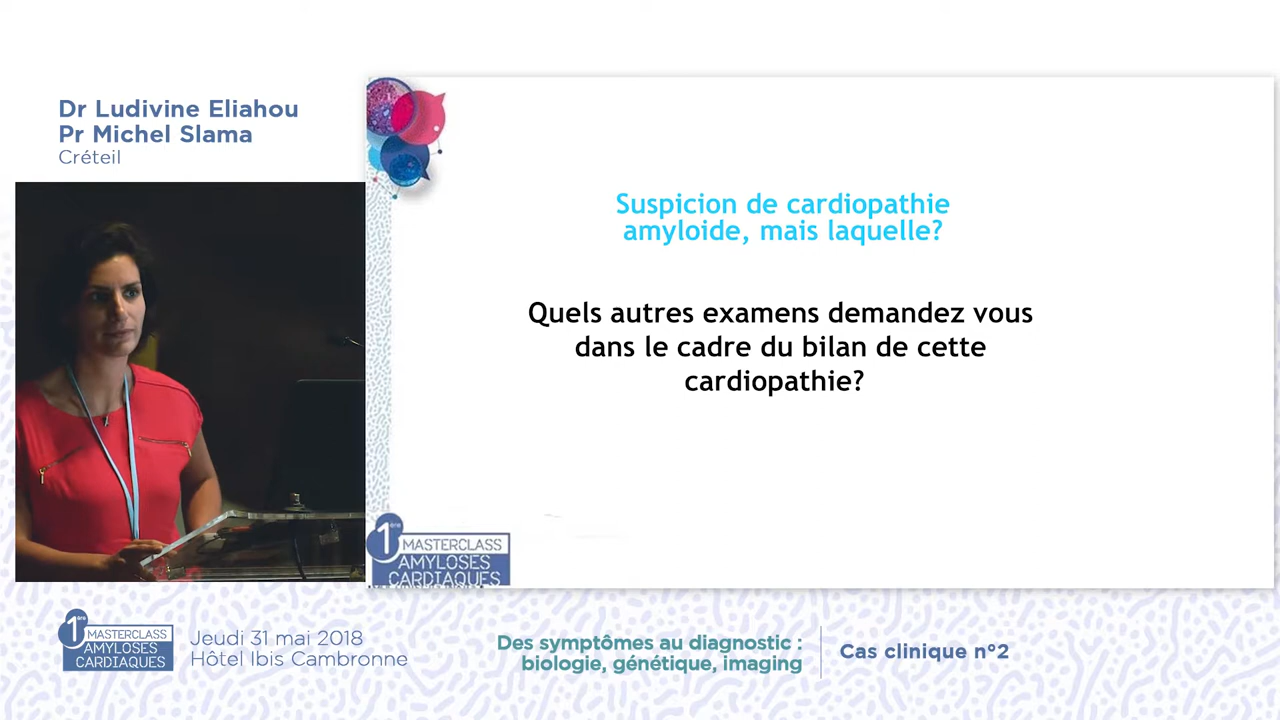 Dr Ludivine Eliahou
Pr Michel Slama
Créteil
Suspicion de cardiopathie
amyloide, mais laquelle?
Quels autres examens demandez vous
dans le cadre du bilan de cette
cardiopathie?
1ère
MASTERCLASS
AMYLOSES
CARDIAQUES
1ère
MASTERCLASS
AMYLOSES
CARDIAQUES
Jeudi 31 mai 2018
Hôtel Ibis Cambronne
Des symptômes au diagnostic :
biologie, génétique, imaging
Cas clinique n°2